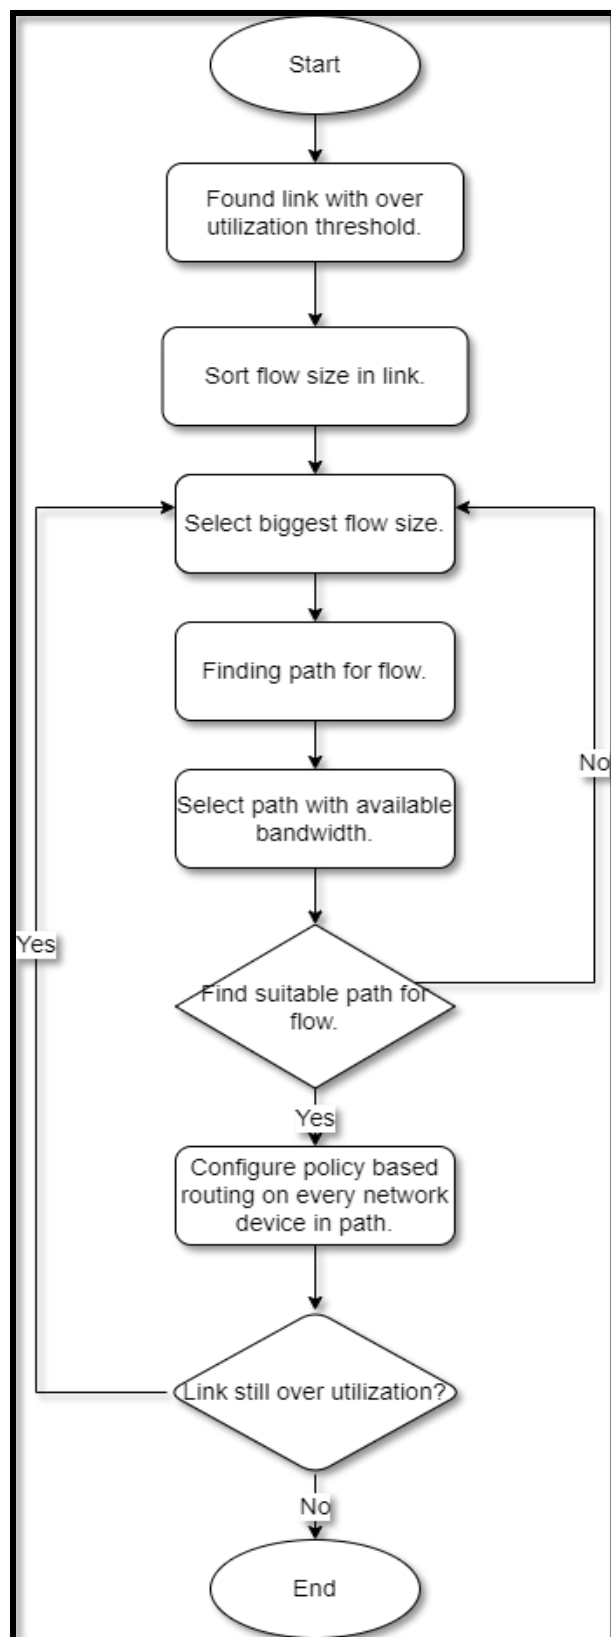 Start
Found link with over
utilization threshold.
Sort flow size in link.
Select biggest flow size.
Finding path for flow.
No
Select path with available
bandwidth.
Yes
Find suitable path for
flow.
Yes
Configure policy based
routing on every network
device in path.
Link still over utilization?
No
End